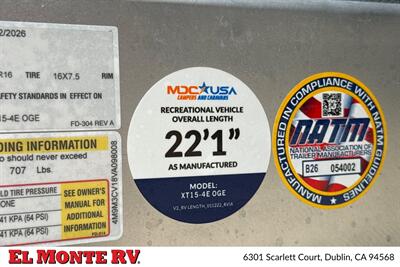 2/2026
R16 TIRE 16X7.5 RIM
AFETY STANDARDS IN EFFECT ON
15-4E OGE
FD-304 REV A
DING INFORMATION
o should never exceed
707 Lbs.
LD TIRE PRESSURE
ONE
41 KPA (64 PSI)
41 KPA (64 PSI)
SEE OWNER'S
MANUAL FOR
ADDITIONAL
INFORMATION
4M9M3CV18VA098008
MDC USA
CAMPERS AND CARAVANS
RECREATIONAL VEHICLE
OVERALL LENGTH
22'1"
AS MANUFACTURED
MODEL:
XT15-4E OGE
V2_RV LENGTH_011222_RVIA
MANUFACTURED IN COMPLIANCE WITH NATM GUIDELINES
NATM
NATIONAL ASSOCIATION OF
TRAILER MANUFACTURERS
B26 054002
EL MONTE RV
6301 Scarlett Court, Dublin, CA 94568